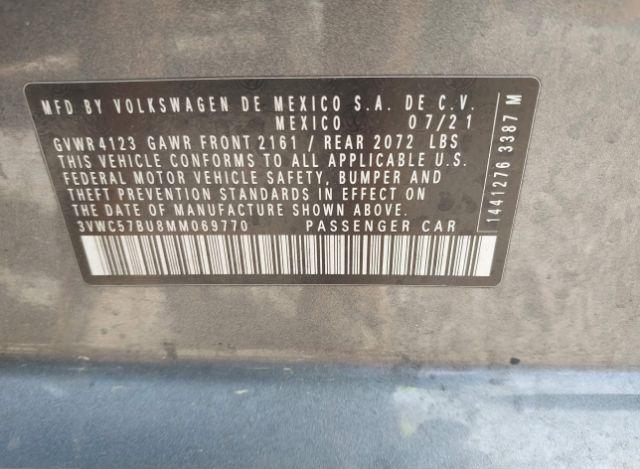 MFD BY VOLKSWAGEN DE MEXICO S.A. DE C.V.
MEXICO 07/21
GVWR 4123 GAWR FRONT 2161 / REAR 2072 LBS
THIS VEHICLE CONFORMS TO ALL APPLICABLE U.S.
FEDERAL MOTOR VEHICLE SAFETY, BUMPER AND
THEFT PREVENTION STANDARDS IN EFFECT ON
THE DATE OF MANUFACTURE SHOWN ABOVE.
3VWC57BU8MM069770 PASSENGER CAR
1441276 3387 M